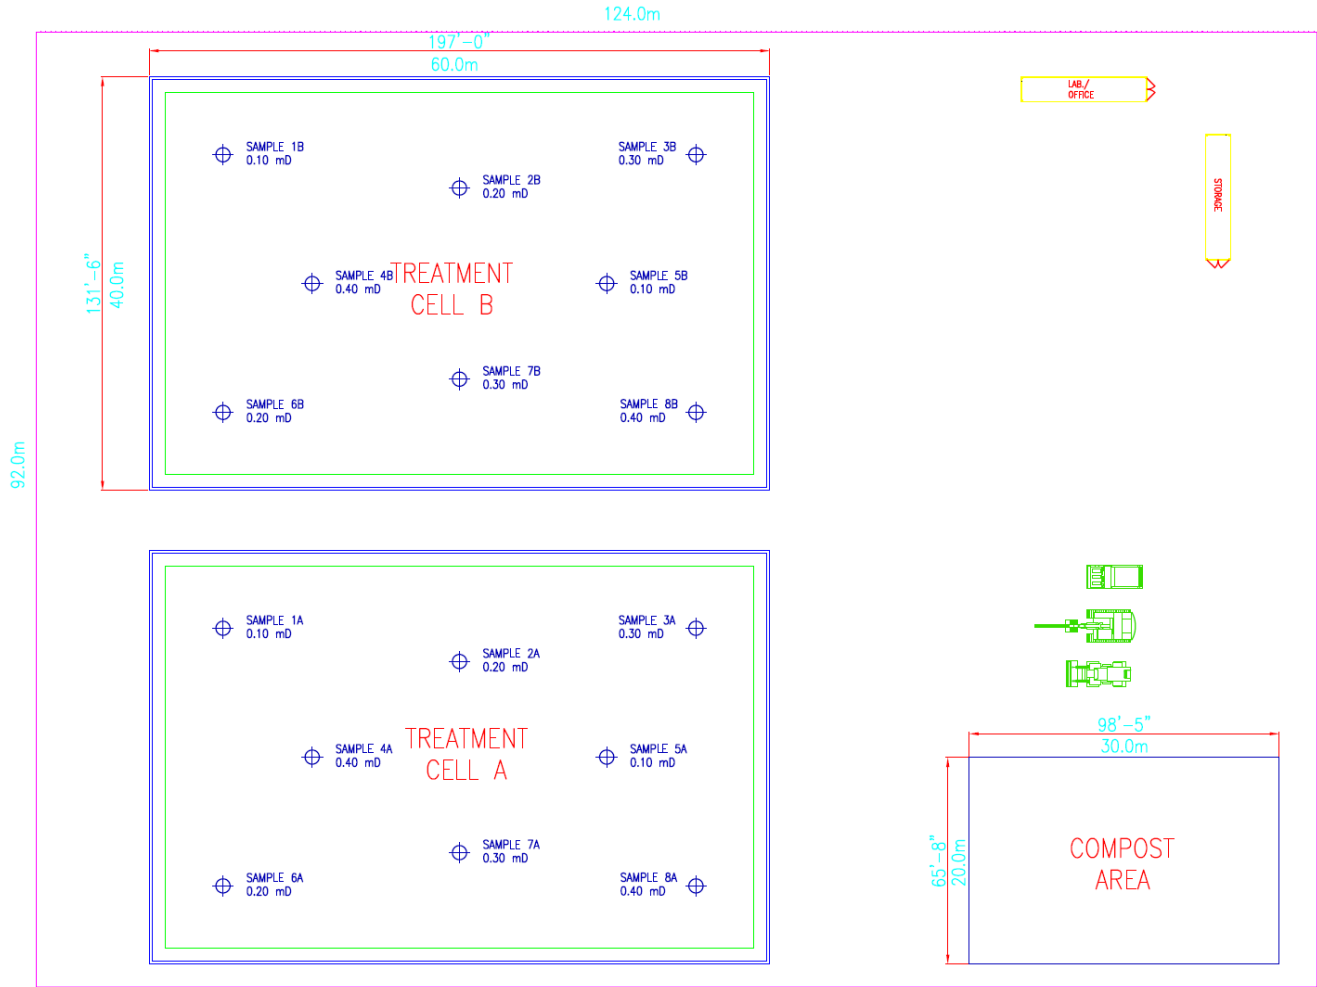 124.0m
197'-0"
60.0m
LAB./
OFFICE
STORAGE
SAMPLE 1B
0.10 mD
SAMPLE 3B
0.30 mD
SAMPLE 2B
0.20 mD
131'-6"
40.0m
SAMPLE 4B
0.40 mD
TREATMENT
CELL B
SAMPLE 5B
0.10 mD
SAMPLE 7B
0.30 mD
SAMPLE 6B
0.20 mD
SAMPLE 8B
0.40 mD
92.0m
SAMPLE 1A
0.10 mD
SAMPLE 3A
0.30 mD
SAMPLE 2A
0.20 mD
TREATMENT
CELL A
SAMPLE 4A
0.40 mD
SAMPLE 5A
0.10 mD
SAMPLE 7A
0.30 mD
SAMPLE 6A
0.20 mD
SAMPLE 8A
0.40 mD
98'-5"
30.0m
65'-8"
20.0m
COMPOST
AREA